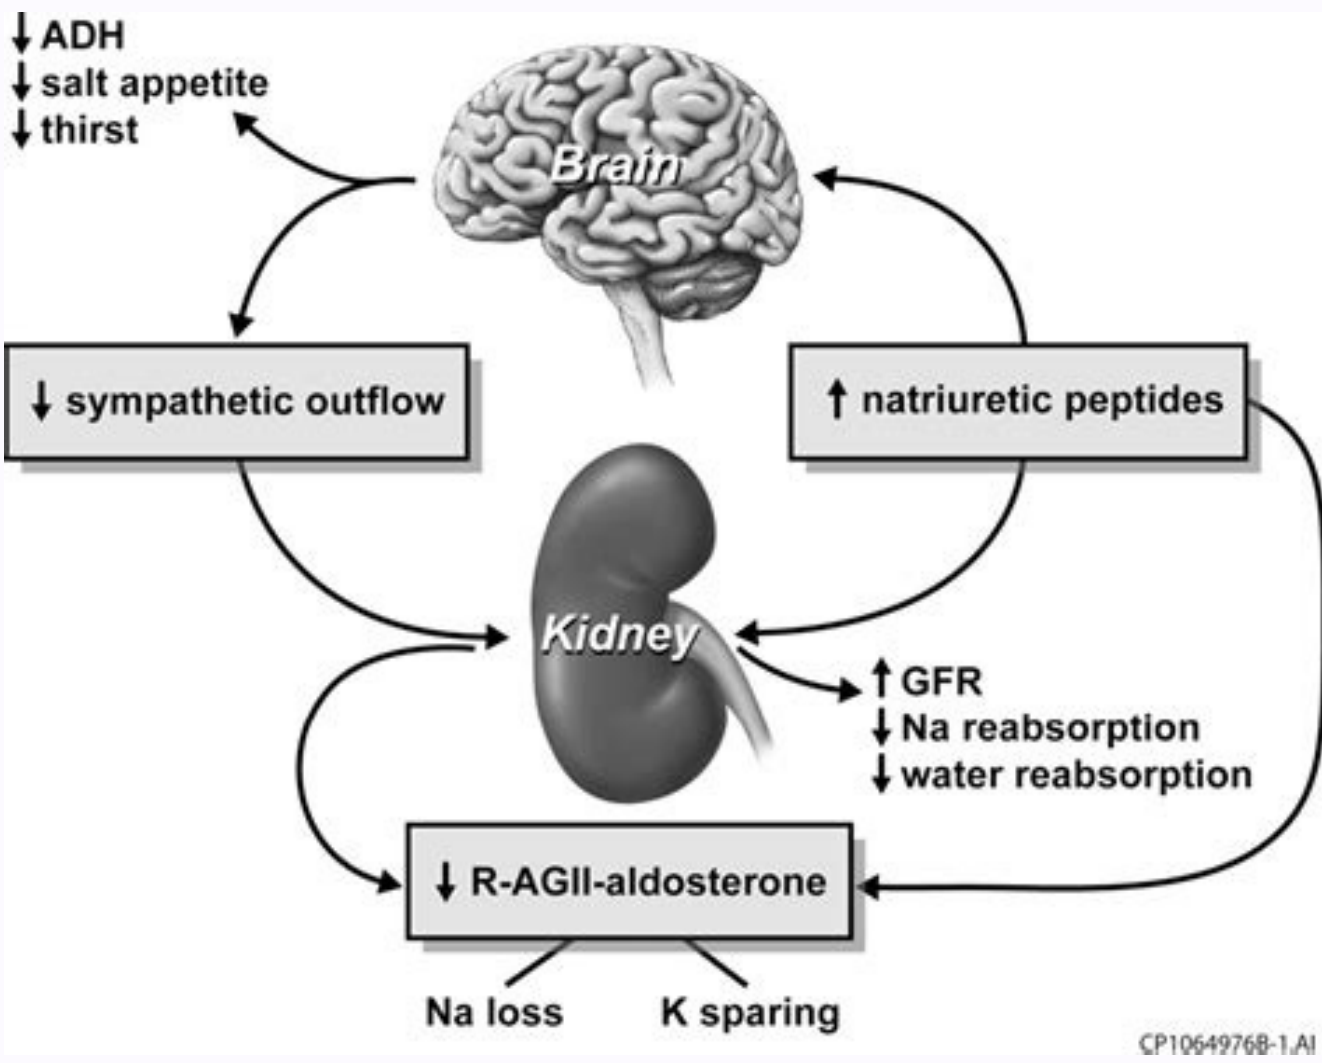 ↓ ADH
↓ salt appetite
↓ thirst
Brain
↓ sympathetic outflow
↑ natriuretic peptides
Kidney
↑ GFR
↓ Na reabsorption
↓ water reabsorption
↓ R-AGII-aldosterone
Na loss
K sparing
CP1064976B-1.AI